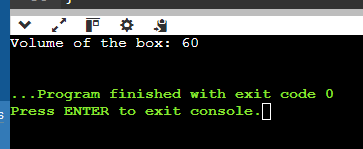 Volume of the box: 60
...Program finished with exit code 0
Press ENTER to exit console.